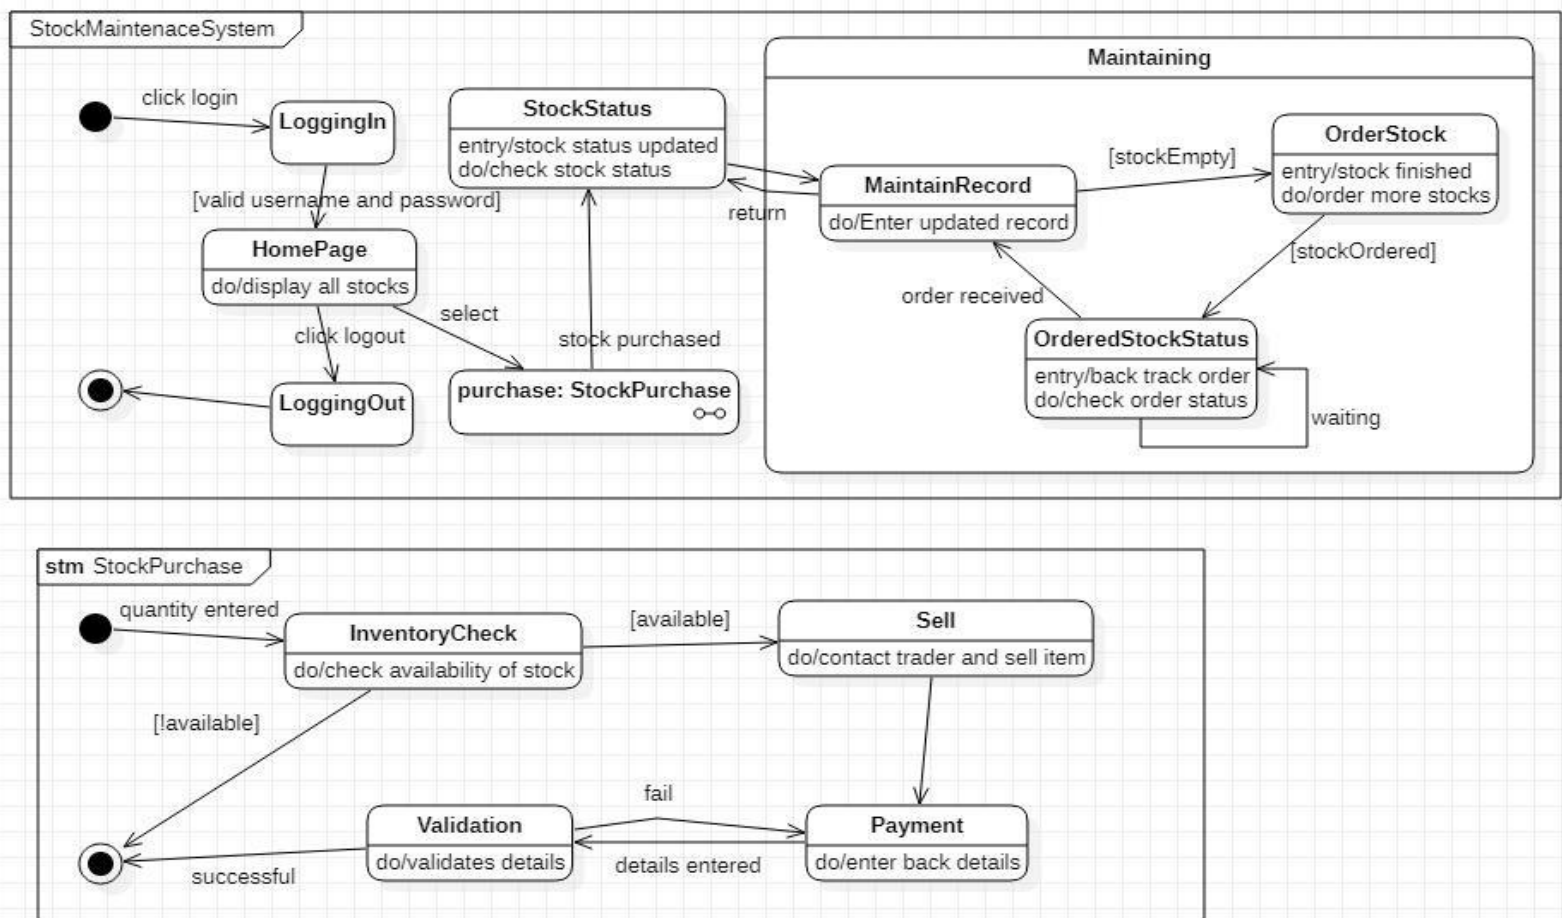 StockMaintenaceSystem
Maintaining
click login
LoggingIn
StockStatus
entry/stock status updated
do/check stock status
OrderStock
entry/stock finished
do/order more stocks
[stockEmpty]
MaintainRecord
do/Enter updated record
return
[valid username and password]
HomePage
do/display all stocks
[stockOrdered]
order received
select
click logout
stock purchased
OrderedStockStatus
entry/back track order
do/check order status
waiting
LoggingOut
purchase: StockPurchase
stm StockPurchase
quantity entered
InventoryCheck
do/check availability of stock
[available]
Sell
do/contact trader and sell item
[!available]
fail
Validation
do/validates details
Payment
do/enter back details
details entered
successful